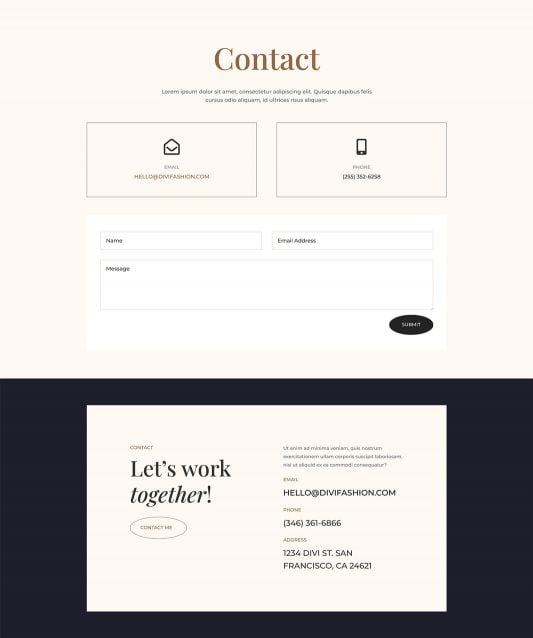 Contact
Lorem ipsum dolor sit amet, consectetur adipiscing elit. Quisque dapibus felis
cursus odio aliquam, id ultrices risus aliquam.
EMAIL
HELLO@DIVIFASHION.COM
PHONE
(255) 352-6258
Name
Email Address
Message
SUBMIT
CONTACT
Let's work
together!
CONTACT ME
Ut enim ad minima veniam, quis nostrum
exercitationem ullam corporis suscipit laboriosam,
nisi ut aliquid ex ea commodi consequatur?
EMAIL
HELLO@DIVIFASHION.COM
PHONE
(346) 361-6866
ADDRESS
1234 DIVI ST. SAN
FRANCISCO, CA 24621